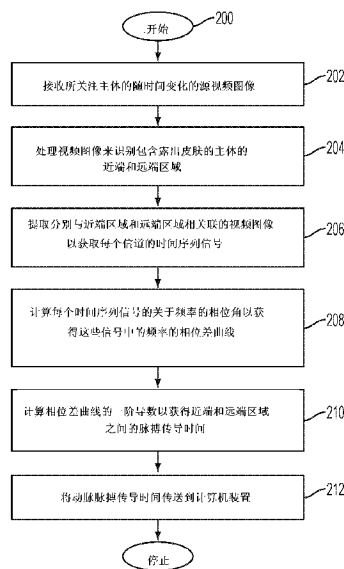 开始
200
接收所关注主体的随时间变化的源视频图像
202
处理视频图像来识别包含露出皮肤的主体的
近端和远端区域
204
提取分别与近端区域和远端区域相关联的视频图像
以获取每个信道的时间序列信号
206
计算每个时间序列信号的关于频率的相位角以获
得这些信号中的频率的相位差曲线
208
计算相位差曲线的一阶导数以获得近端和远端区域
之间的脉搏传导时间
210
将动脉脉搏传导时间传送到计算机装置
212
停止